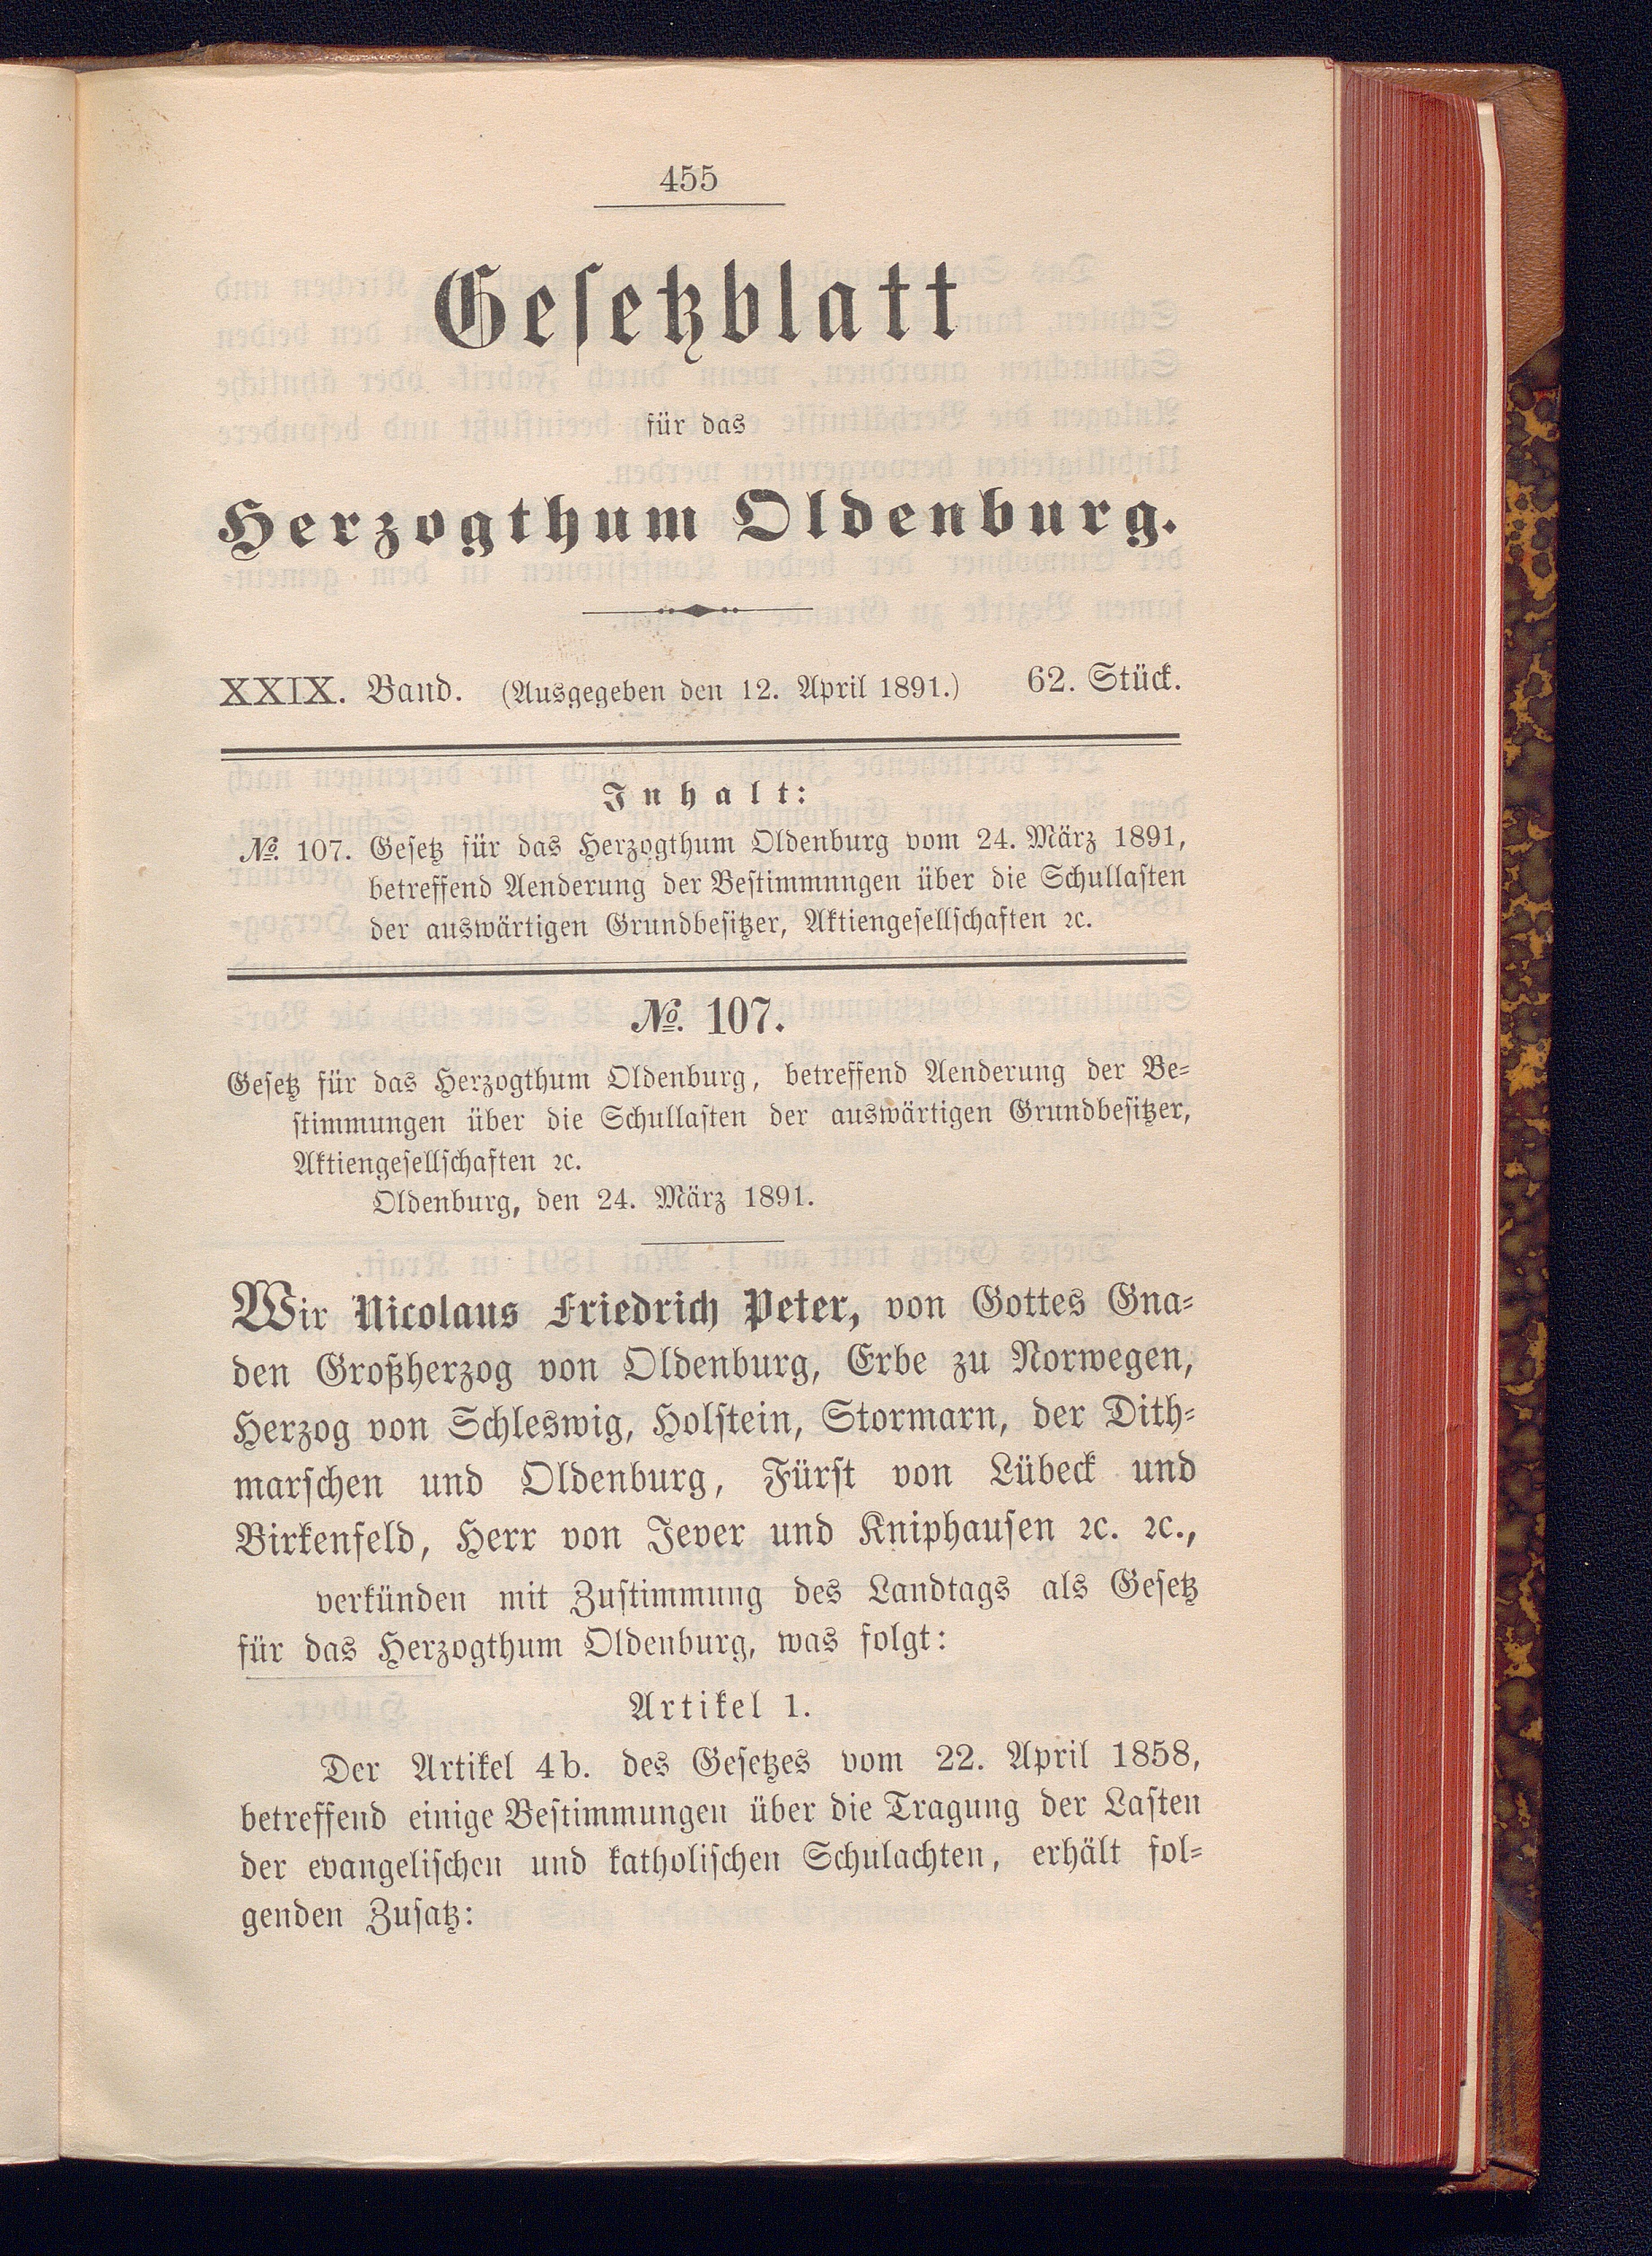 455
Gesetzblatt
für das
Herzogthum Oldenburg.
XXIX. Band. (Ausgegeben den 12. April 1891.) 62. Stück.
Inhalt:
№. 107. Gesetz für das Herzogthum Oldenburg vom 24. März 1891,
betreffend Aenderung der Bestimmungen über die Schullasten
der auswärtigen Grundbesitzer, Aktiengesellschaften ꝛc.
№. 107.
Gesetz für das Herzogthum Oldenburg, betreffend Aenderung der Be-
stimmungen über die Schullasten der auswärtigen Grundbesitzer,
Aktiengesellschaften ꝛc.
Oldenburg, den 24. März 1891.
Wir Nicolaus Friedrich Peter, von Gottes Gna-
den Großherzog von Oldenburg, Erbe zu Norwegen,
Herzog von Schleswig, Holstein, Stormarn, der Dith-
marschen und Oldenburg, Fürst von Lübeck und
Birkenfeld, Herr von Jever und Kniphausen ꝛc. ꝛc.,
verkünden mit Zustimmung des Landtags als Gesetz
für das Herzogthum Oldenburg, was folgt:
Artikel 1.
Der Artikel 4b. des Gesetzes vom 22. April 1858,
betreffend einige Bestimmungen über die Tragung der Lasten
der evangelischen und katholischen Schulachten, erhält fol-
genden Zusatz: